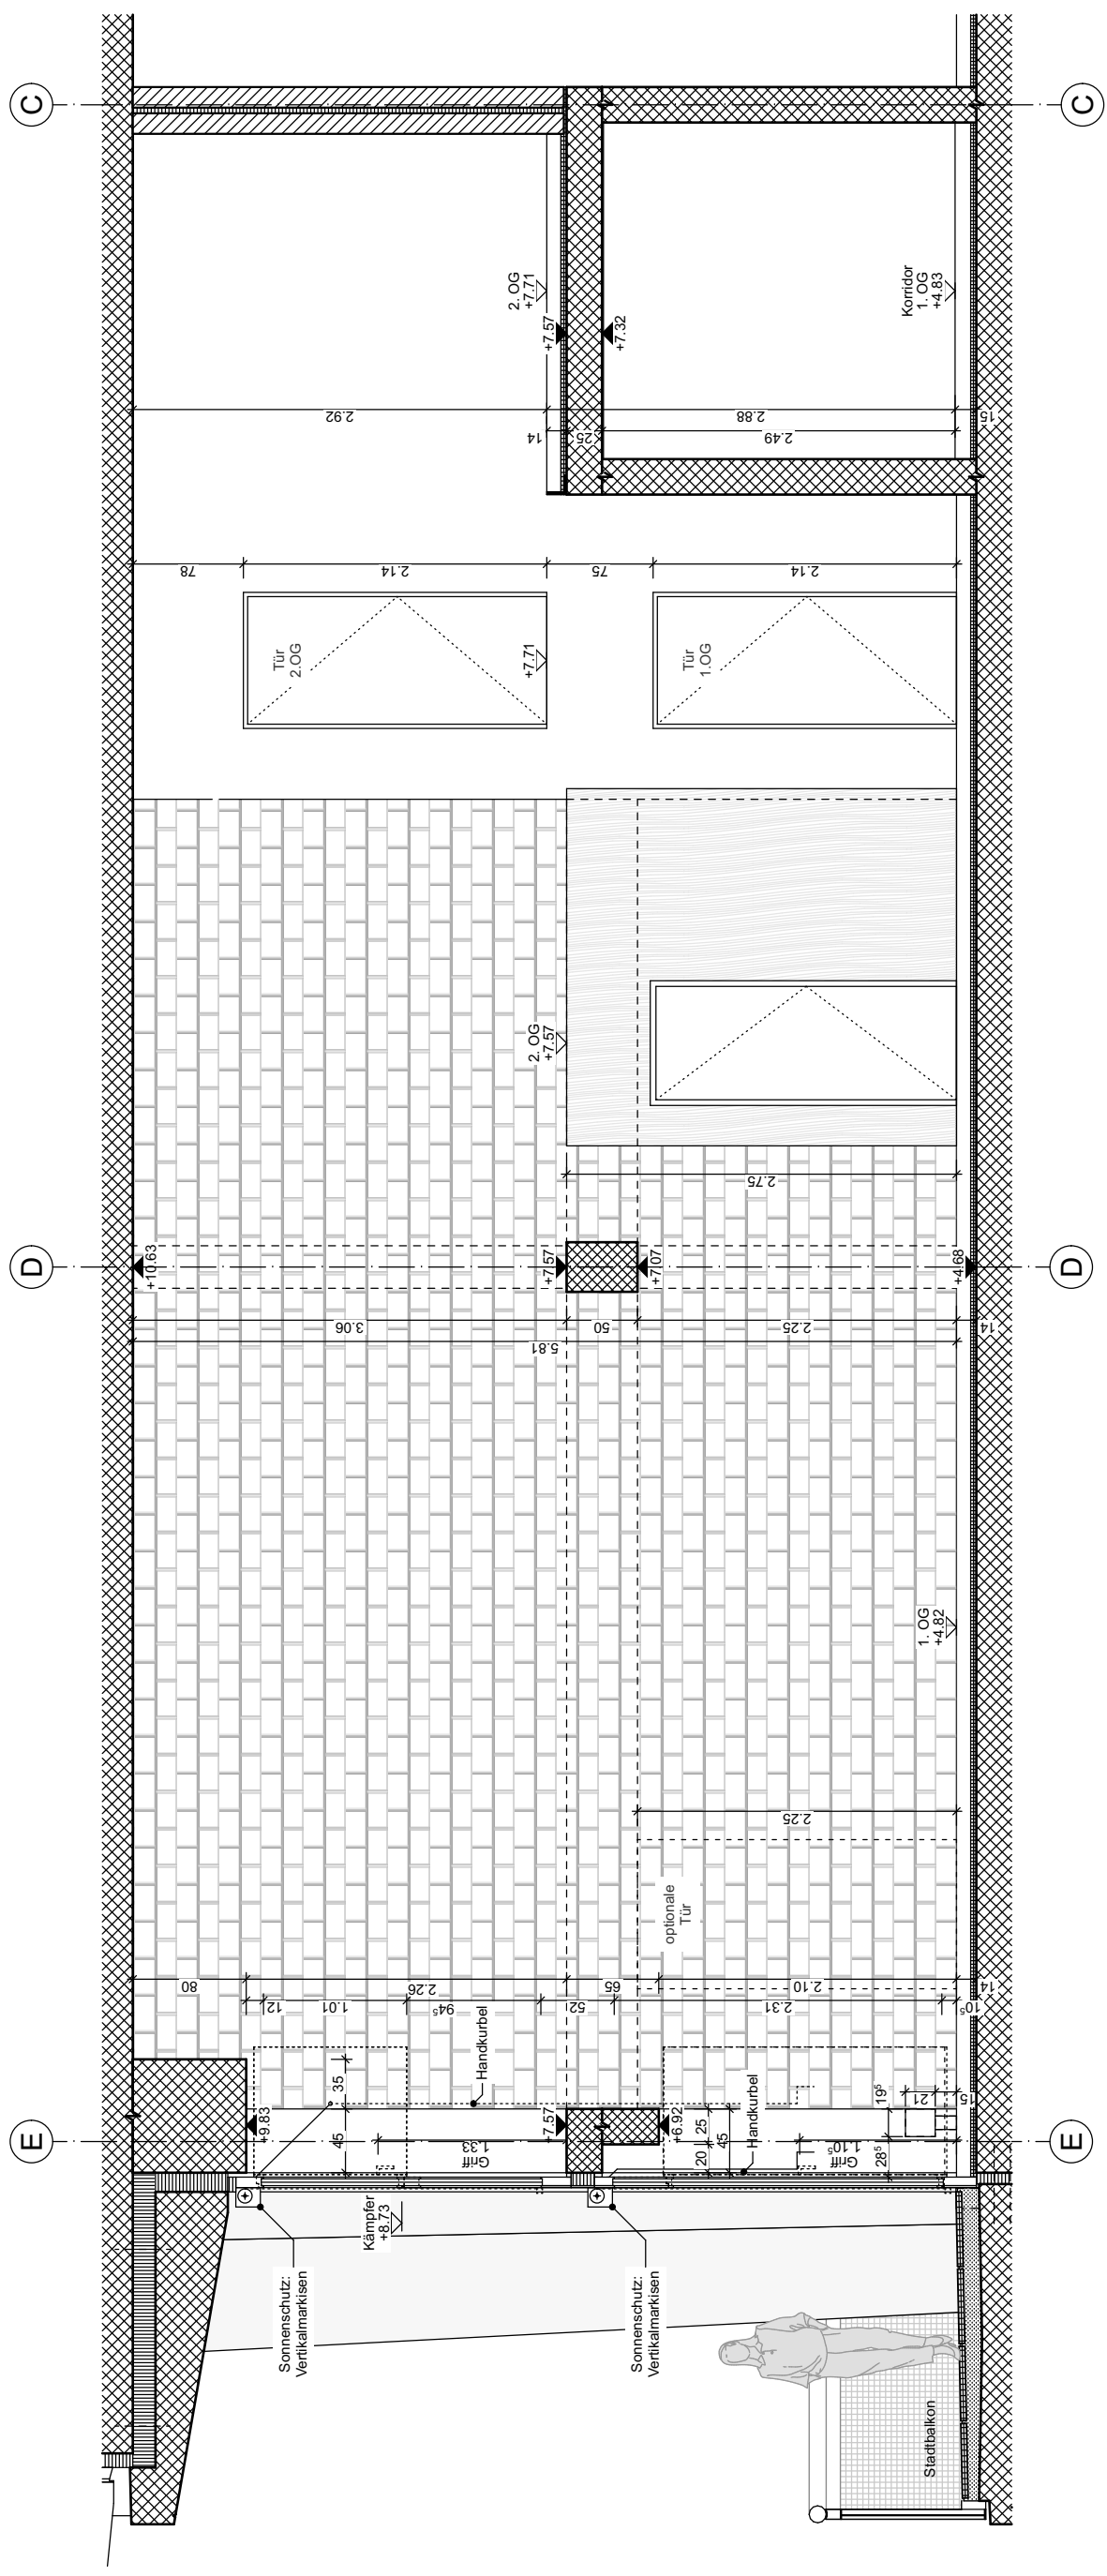 C
C
2. OG
+7.71
+7.57
+7.32
Korridor
1. OG
+4.83
2.92
14
25
2.88
2.49
15
78
2.14
75
2.14
Tür
2.OG
+7.71
Tür
1.OG
2. OG
+7.57
2.75
D
D
+10.63
+7.57
+7.07
+4.68
3.06
50
2.25
14
5.81
1. OG
+4.82
2.25
optionale
Tür
80
2.26
65
2.10
14
12
1.01
94⁵
52
2.31
10⁵
Handkurbel
35
45
1.33
Griff
E
E
+9.83
+7.57
+6.92
25
20
45
Handkurbel
1.10⁵
Griff
19⁵
28⁵
21
15
Kämpfer
+8.73
Sonnenschutz:
Vertikalmarkisen
Sonnenschutz:
Vertikalmarkisen
Stadtbalkon